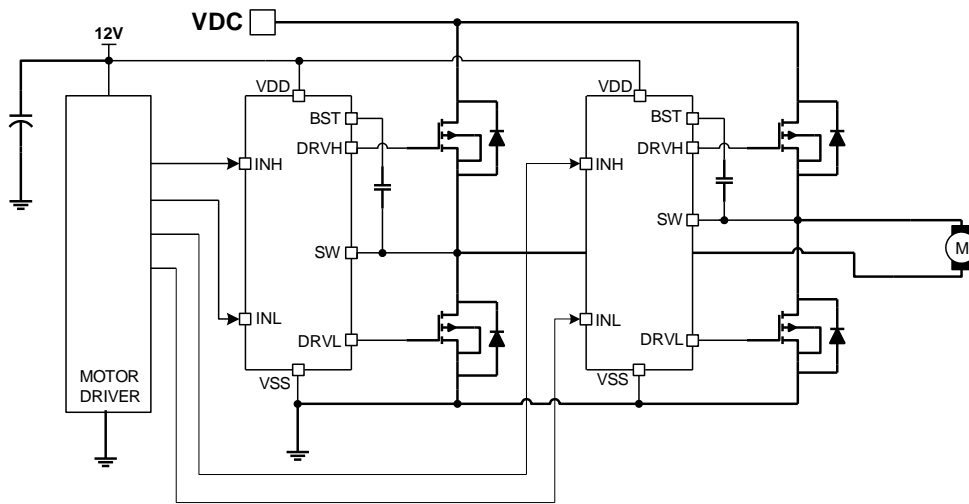 VDC
12V
VDD
VDD
BST
BST
DRVH
DRVH
INH
INH
SW
SW
M
INL
INL
DRVL
DRVL
VSS
VSS
MOTOR
DRIVER